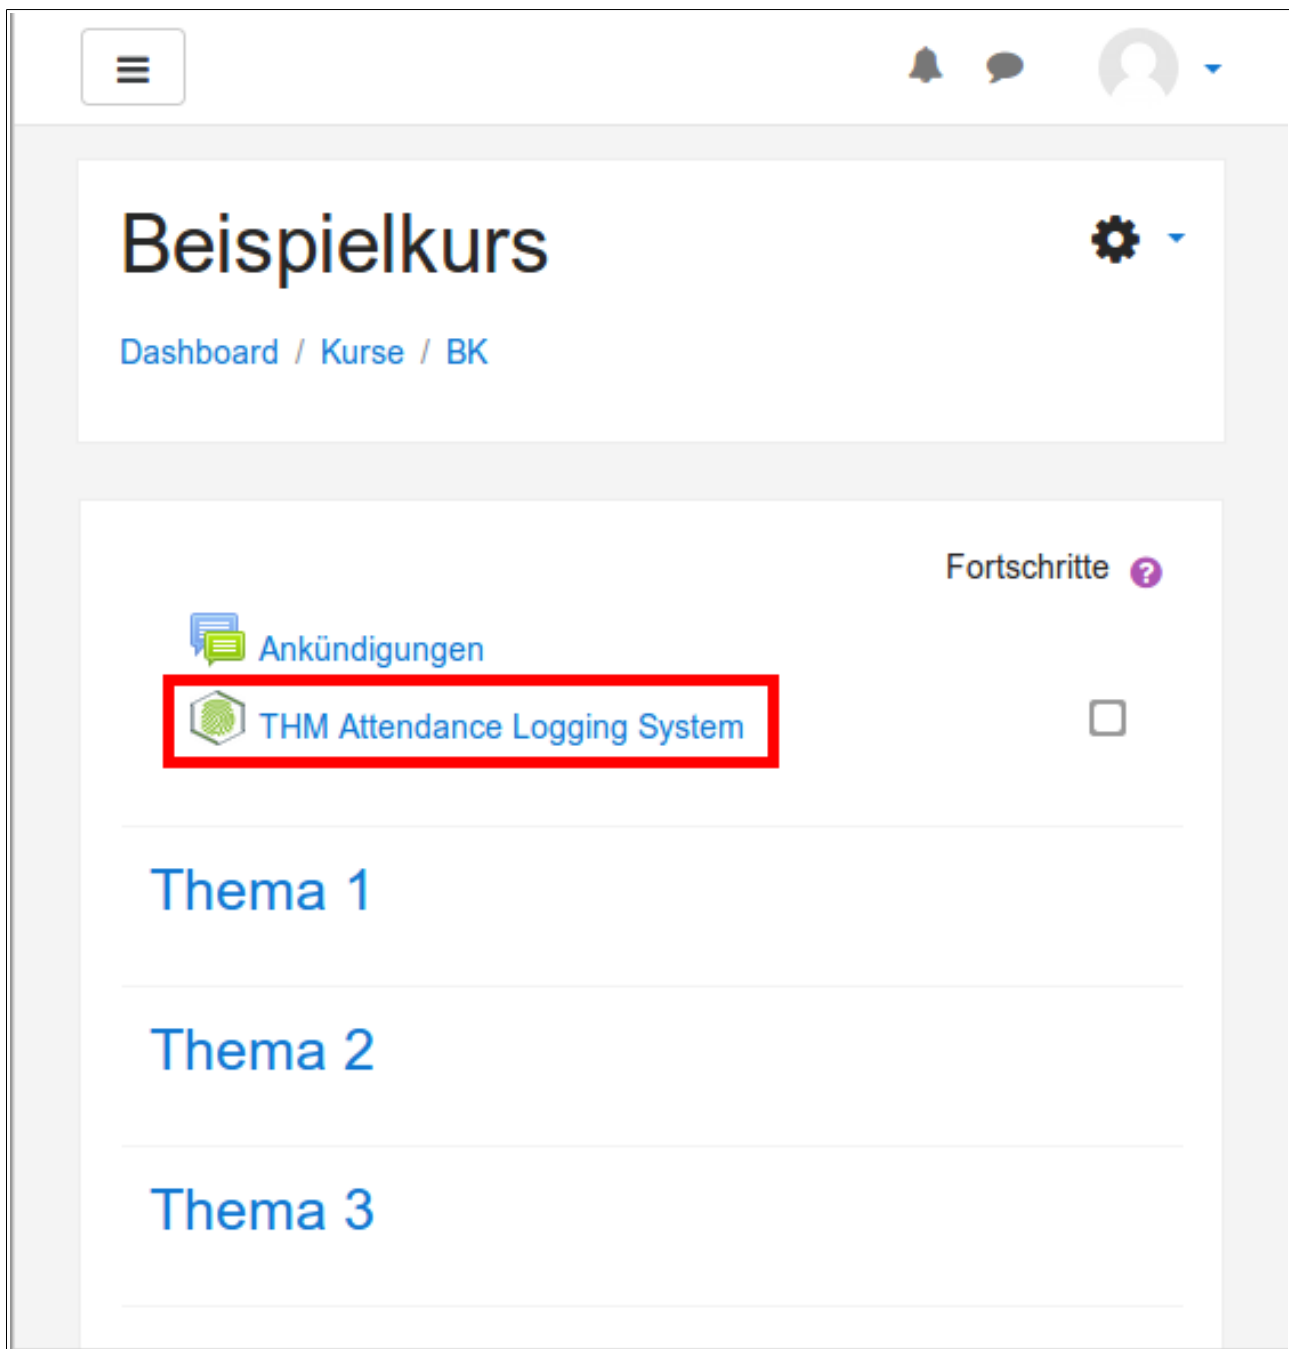 Beispielkurs
Dashboard / Kurse / BK
Fortschritte ?
Ankündigungen
THM Attendance Logging System
Thema 1
Thema 2
Thema 3